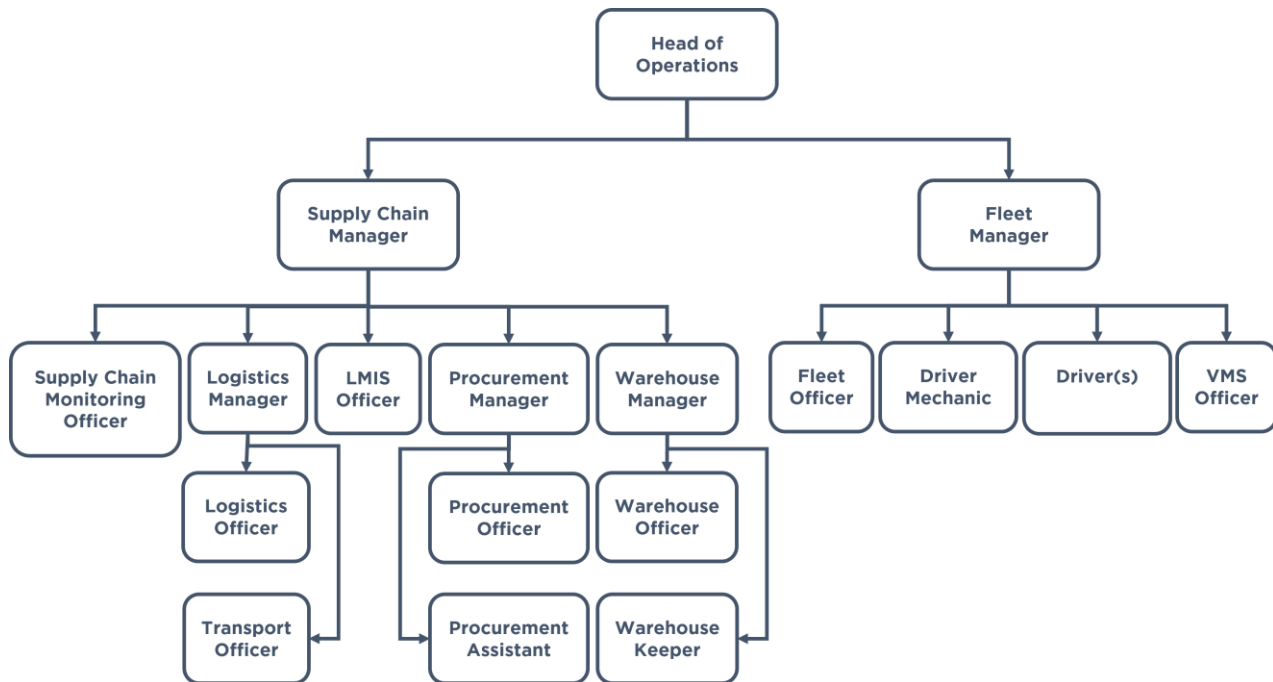 Head of
Operations
Supply Chain
Manager
Fleet
Manager
Supply Chain
Monitoring
Officer
Logistics
Manager
LMIS
Officer
Procurement
Manager
Warehouse
Manager
Fleet
Officer
Driver
Mechanic
Driver(s)
VMS
Officer
Logistics
Officer
Procurement
Officer
Warehouse
Officer
Transport
Officer
Procurement
Assistant
Warehouse
Keeper